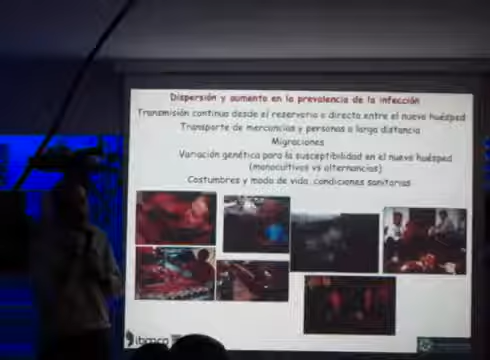 Dispersión y aumento en la prevalencia de la infección
Transmisión continua desde el reservorio o directa entre el nuevo huésped
Transporte de mercancías y personas a larga distancia
Migraciones
Variación genética para la susceptibilidad en el nuevo huésped
(monocultivos vs alternancias)
Costumbres y modo de vida, condiciones sanitarias